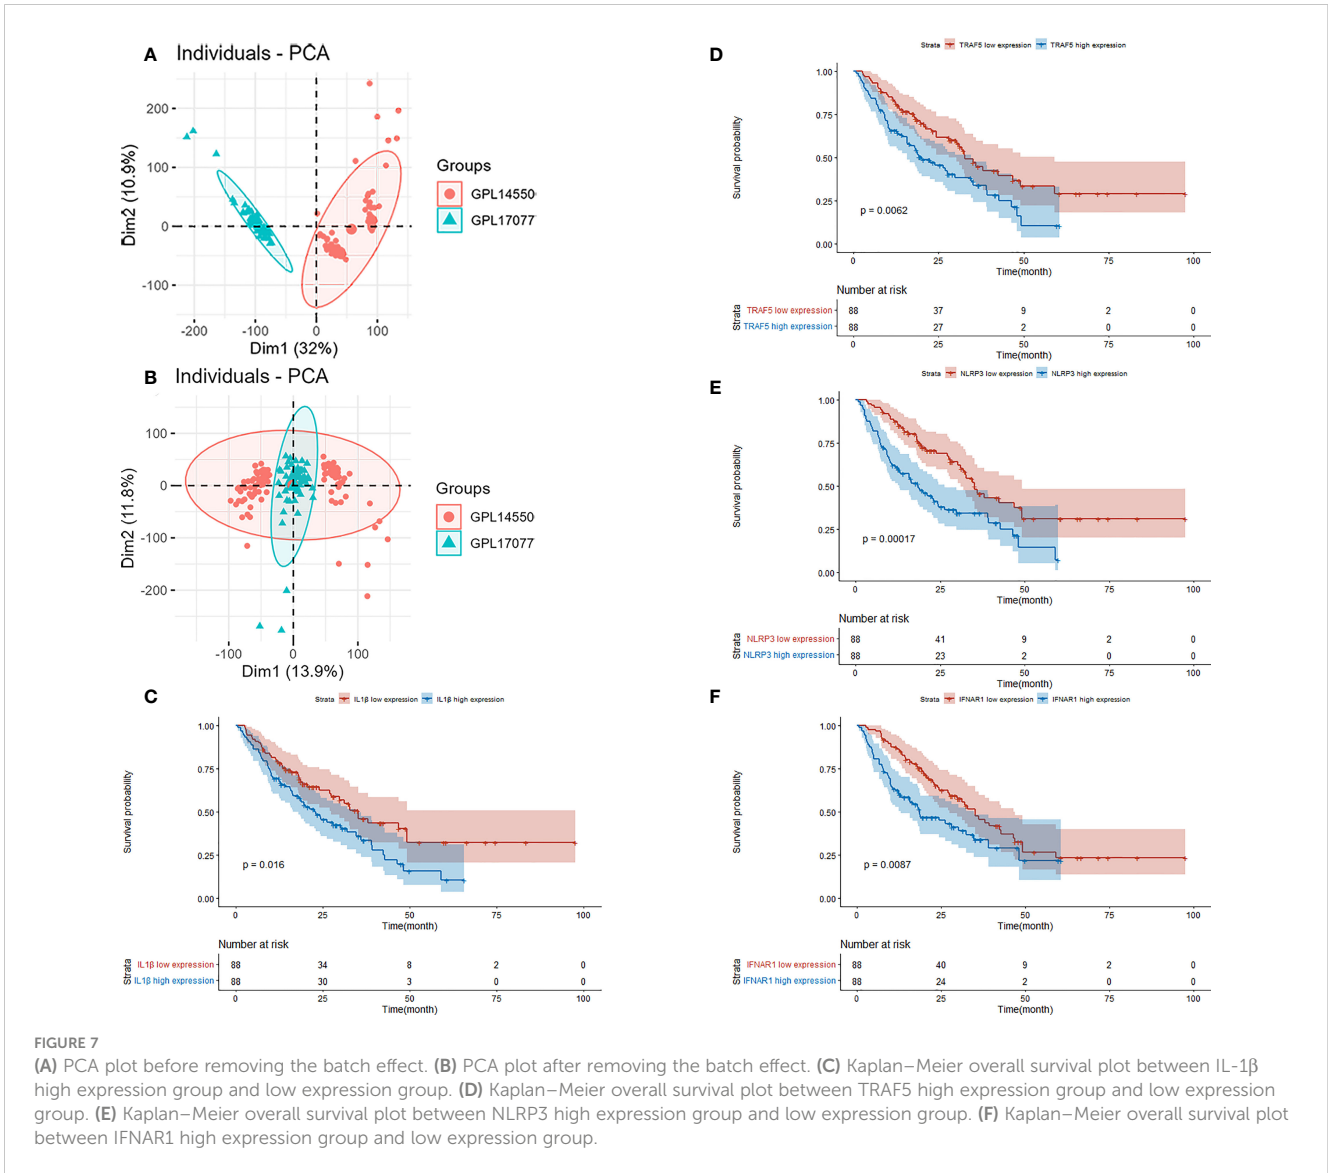 A Individuals - PCA
200
100
0
-100
Dim2 (10.9%)
-200 -100 0 100
Dim1 (32%)
Groups
GPL14550
GPL17077
B Individuals - PCA
100
0
-100
-200
Dim2 (11.8%)
-100 0 100
Dim1 (13.9%)
Groups
GPL14550
GPL17077
C
Strata IL1β low expression IL1β high expression
1.00
0.75
0.50
0.25
0.00
Survival probability
p = 0.016
0 25 50 75 100
Time(month)
Number at risk
Strata
IL1β low expression 88 34 8 2 0
IL1β high expression 88 30 3 0 0
0 25 50 75 100
Time(month)
D
Strata TRAF5 low expression TRAF5 high expression
1.00
0.75
0.50
0.25
0.00
Survival probability
p = 0.0062
0 25 50 75 100
Time(month)
Number at risk
Strata
TRAF5 low expression 88 37 9 2 0
TRAF5 high expression 88 27 2 0 0
0 25 50 75 100
Time(month)
E
Strata NLRP3 low expression NLRP3 high expression
1.00
0.75
0.50
0.25
0.00
Survival probability
p = 0.00017
0 25 50 75 100
Time(month)
Number at risk
Strata
NLRP3 low expression 88 41 9 2 0
NLRP3 high expression 88 23 2 0 0
0 25 50 75 100
Time(month)
F
Strata IFNAR1 low expression IFNAR1 high expression
1.00
0.75
0.50
0.25
0.00
Survival probability
p = 0.0087
0 25 50 75 100
Time(month)
Number at risk
Strata
IFNAR1 low expression 88 40 9 2 0
IFNAR1 high expression 88 24 2 0 0
0 25 50 75 100
Time(month)
FIGURE 7
(A) PCA plot before removing the batch effect. (B) PCA plot after removing the batch effect. (C) Kaplan–Meier overall survival plot between IL-1β
high expression group and low expression group. (D) Kaplan–Meier overall survival plot between TRAF5 high expression group and low expression
group. (E) Kaplan–Meier overall survival plot between NLRP3 high expression group and low expression group. (F) Kaplan–Meier overall survival plot
between IFNAR1 high expression group and low expression group.